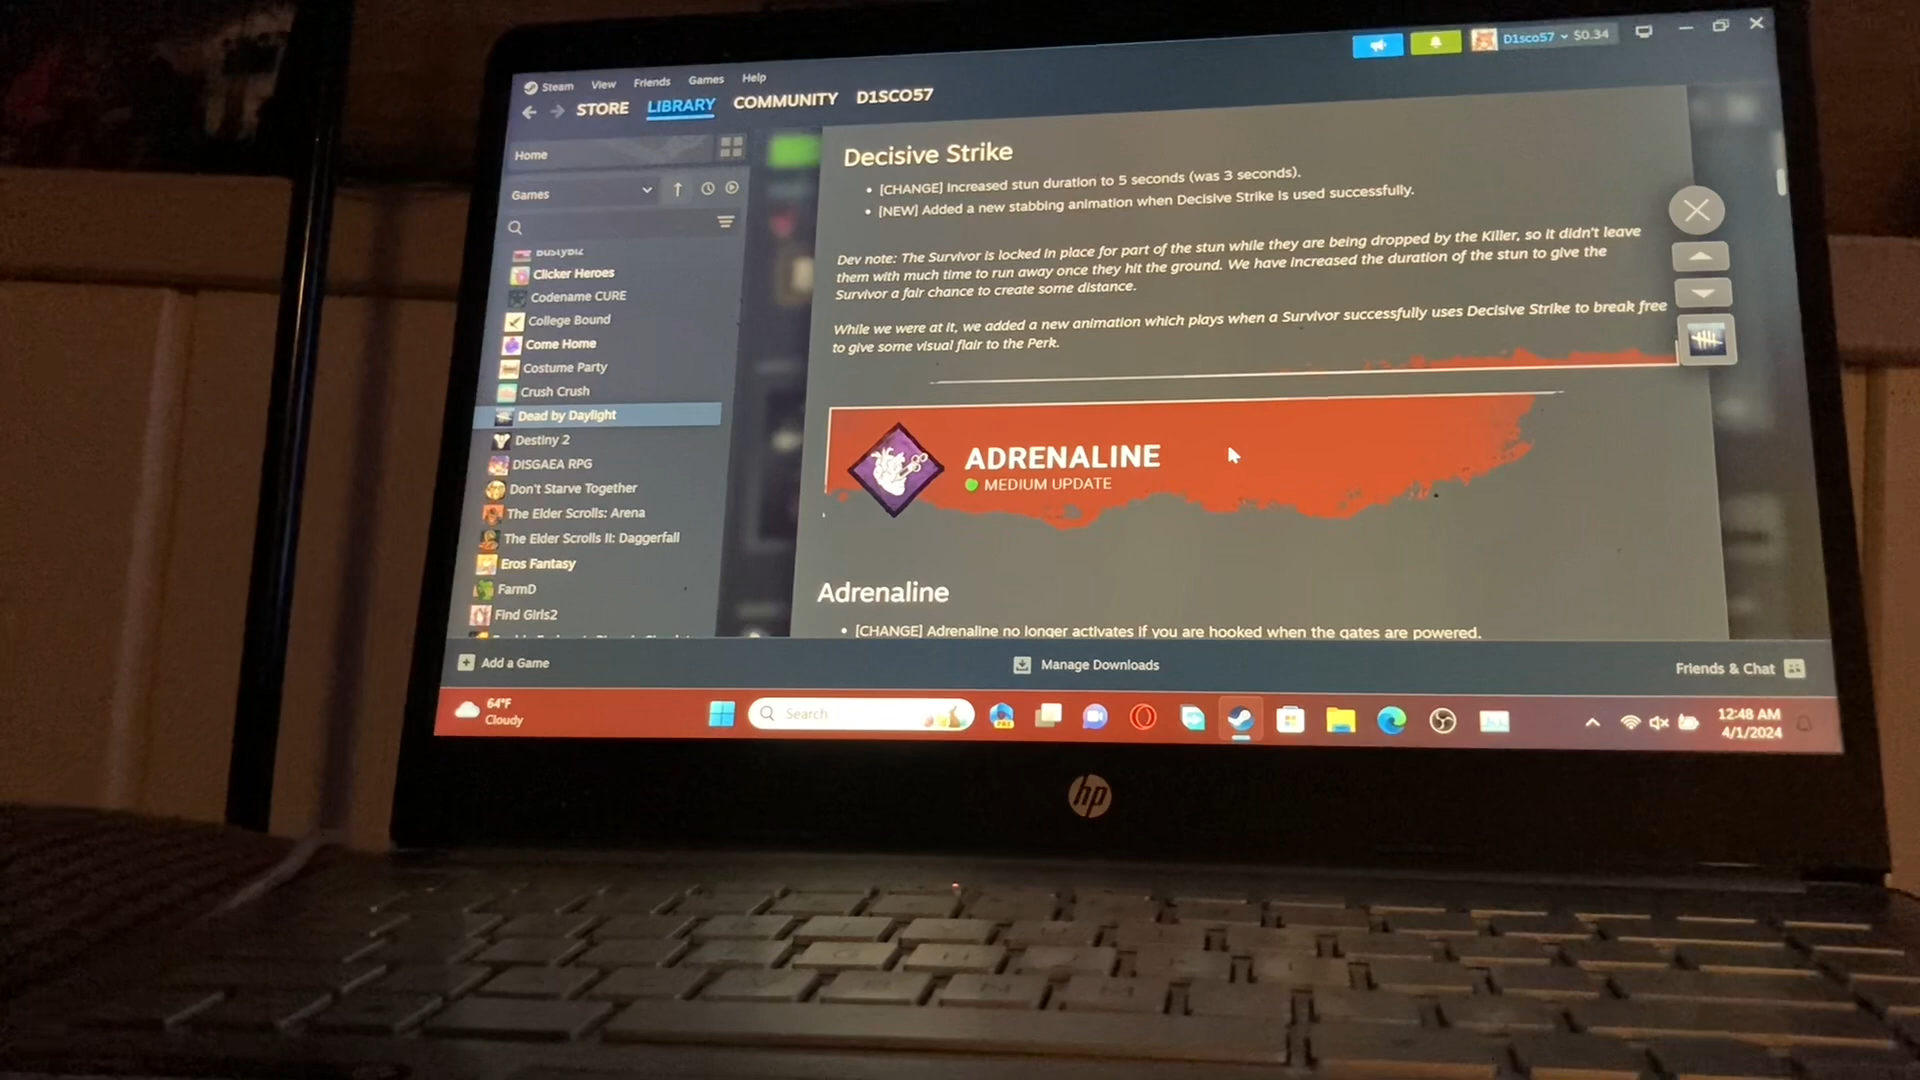 D1sco57 $0.34
Steam View Friends Games Help
STORE LIBRARY COMMUNITY D1SCO57
Home
Games
BustyBiz
Clicker Heroes
Codename CURE
College Bound
Come Home
Costume Party
Crush Crush
Dead by Daylight
Destiny 2
DISGAEA RPG
Don't Starve Together
The Elder Scrolls: Arena
The Elder Scrolls II: Daggerfall
Eros Fantasy
FarmD
Find Girls2
Decisive Strike
• [CHANGE] Increased stun duration to 5 seconds (was 3 seconds).
• [NEW] Added a new stabbing animation when Decisive Strike is used successfully.
Dev note: The Survivor is locked in place for part of the stun while they are being dropped by the Killer, so it didn't leave
them with much time to run away once they hit the ground. We have increased the duration of the stun to give the
Survivor a fair chance to create some distance.
While we were at it, we added a new animation which plays when a Survivor successfully uses Decisive Strike to break free
to give some visual flair to the Perk.
ADRENALINE
MEDIUM UPDATE
Adrenaline
• [CHANGE] Adrenaline no longer activates if you are hooked when the gates are powered.
Add a Game
Manage Downloads
Friends & Chat
64°F
Cloudy
Search
12:48 AM
4/1/2024
hp